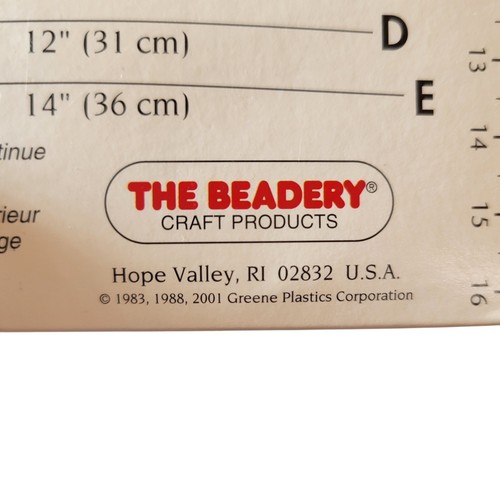 12" (31 cm) D
14" (36 cm) E
tinue
rieur
ge
THE BEADERY®
CRAFT PRODUCTS
Hope Valley, RI 02832 U.S.A.
© 1983, 1988, 2001 Greene Plastics Corporation
13
14
15
16